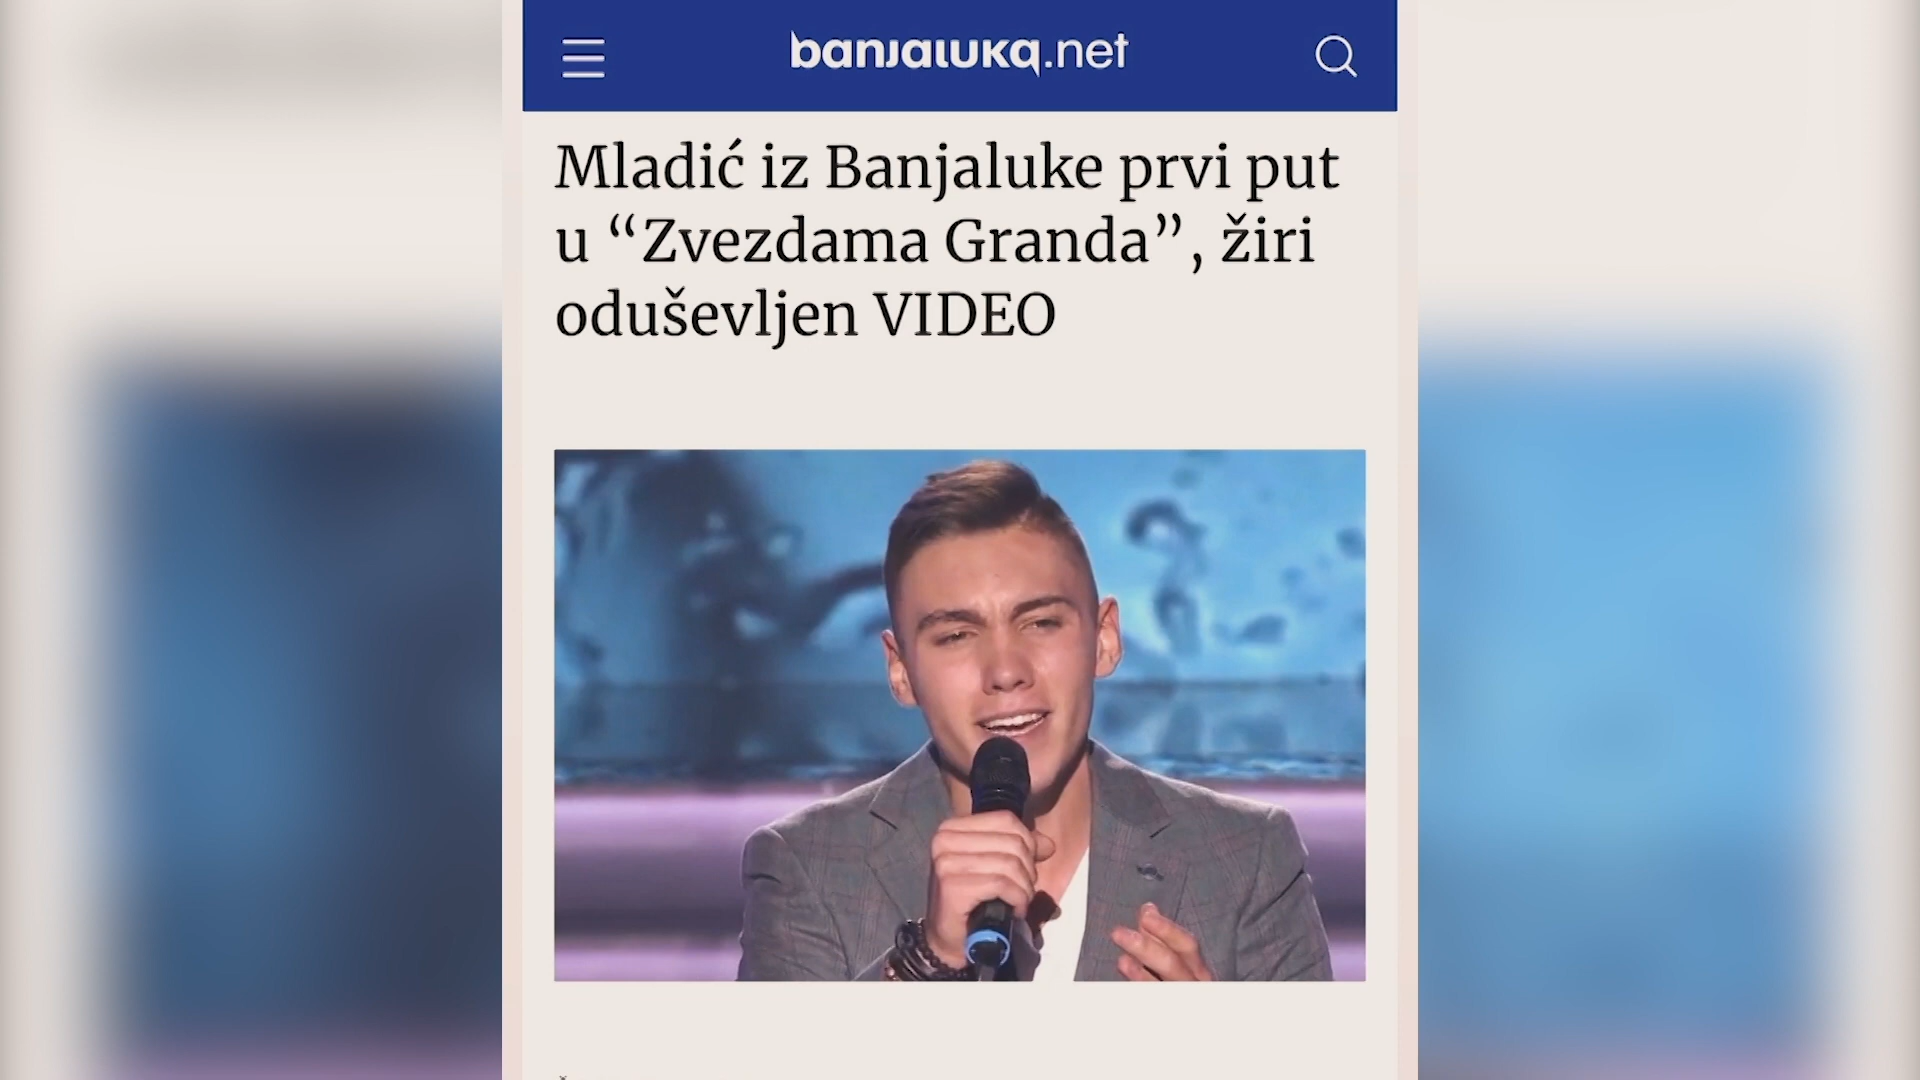 banjaluka.net
Mladić iz Banjaluke prvi put
u “Zvezdama Granda”, žiri
oduševljen VIDEO